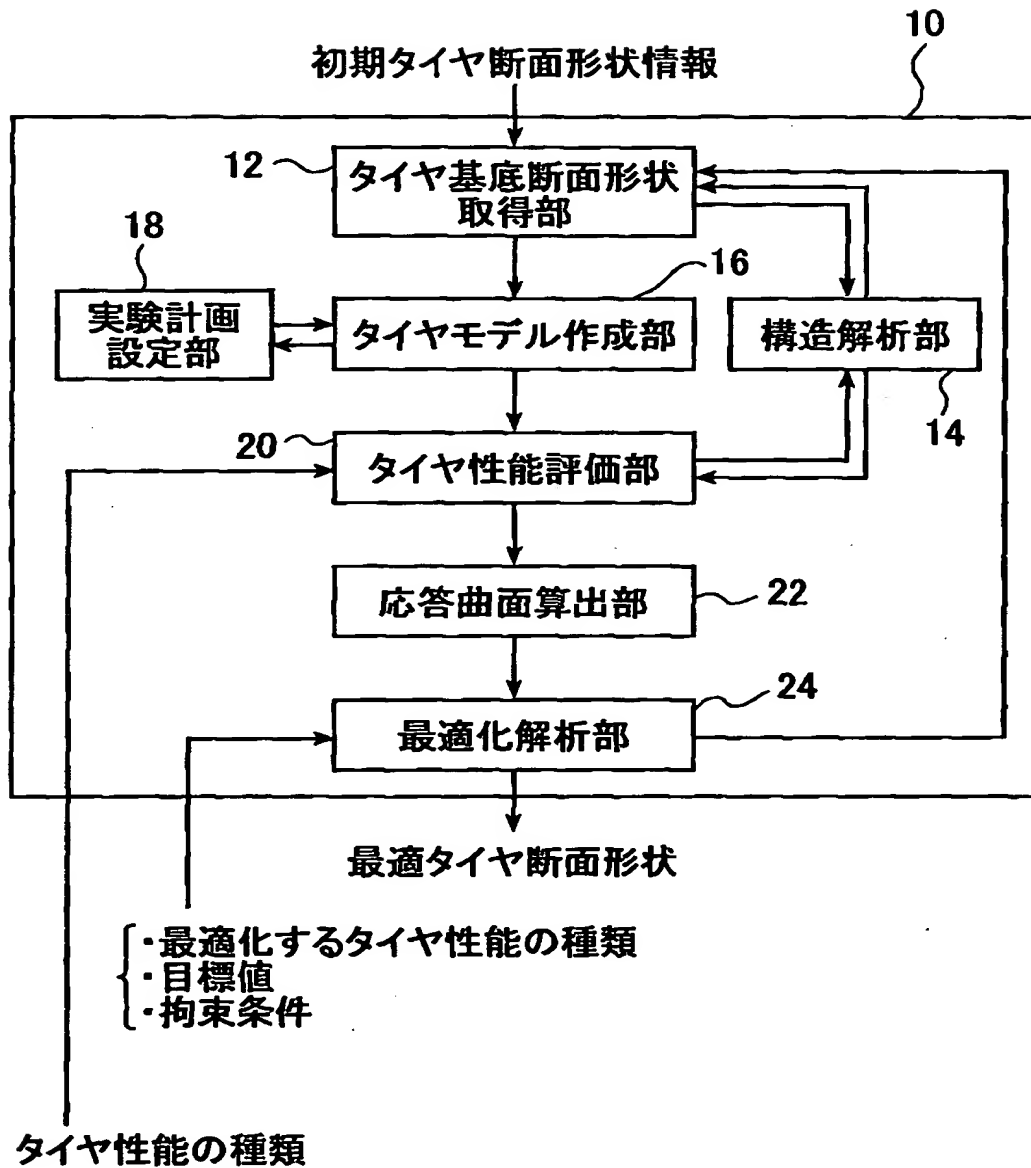 10
初期タイヤ断面形状情報
12
タイヤ基底断面形状
取得部
18
16
実験計画
設定部
タイヤモデル作成部
構造解析部
14
20
タイヤ性能評価部
応答曲面算出部
22
24
最適化解析部
最適タイヤ断面形状
・最適化するタイヤ性能の種類
・目標値
・拘束条件
タイヤ性能の種類